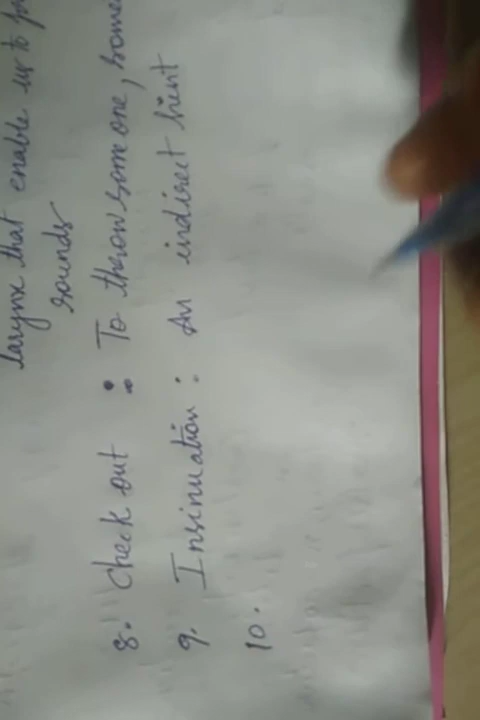 larynx that enable us to
sounds
8. Check out : To throw some one, some
9. Insinuation : An indirect hint
10.